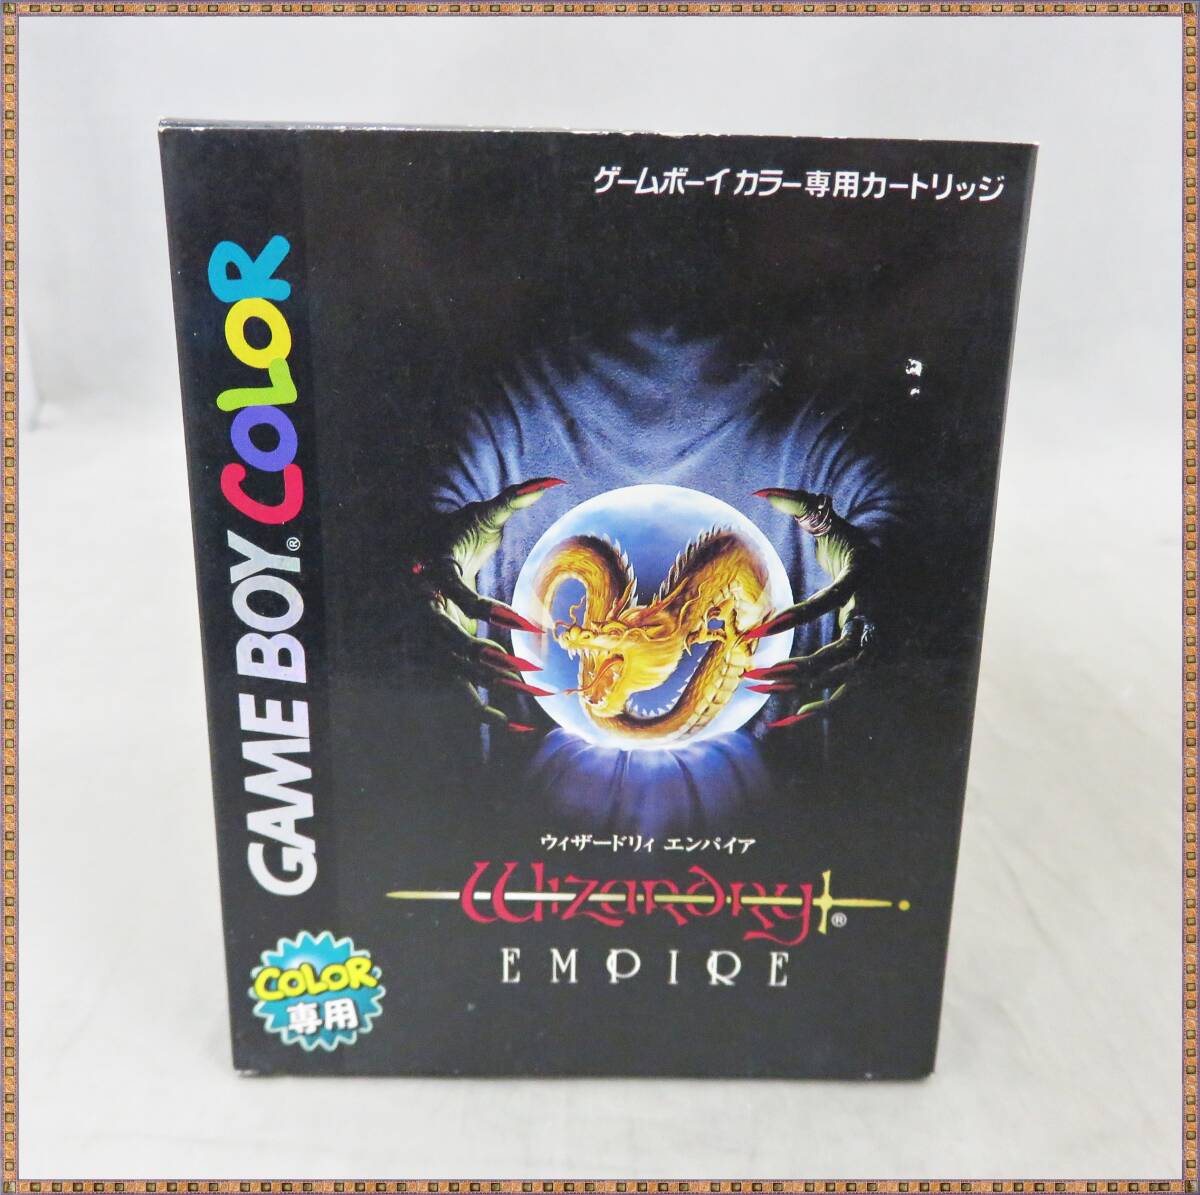 ゲームボーイカラー専用カートリッジ
GAME BOY® COLOR
ウィザードリィ エンパイア
Wizardry®
EMPIRE
COLOR
専用